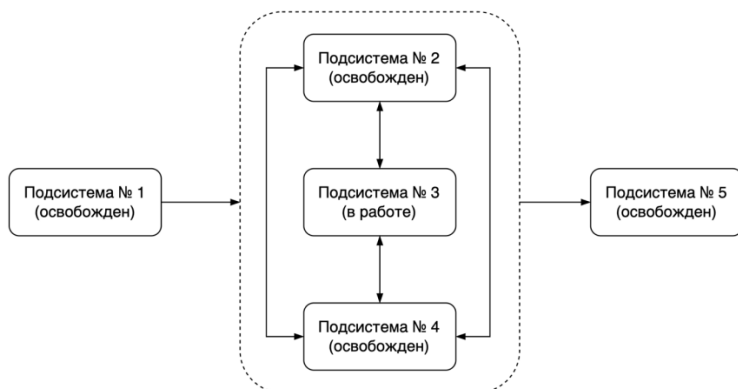 Подсистема № 2
(освобожден)
Подсистема № 1
(освобожден)
Подсистема № 3
(в работе)
Подсистема № 5
(освобожден)
Подсистема № 4
(освобожден)